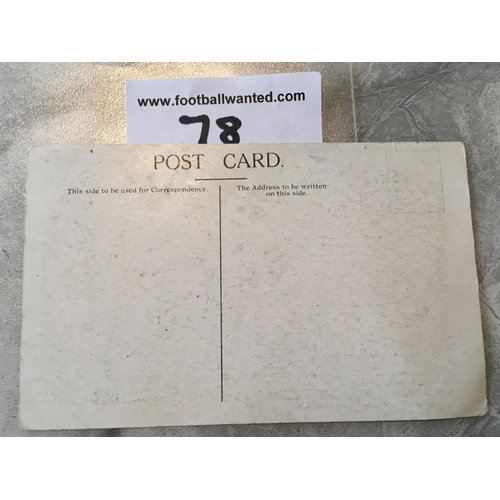 www.footballwanted.com
78
POST CARD.
This side to be used for Correspondence.
The Address to be written
on this side.